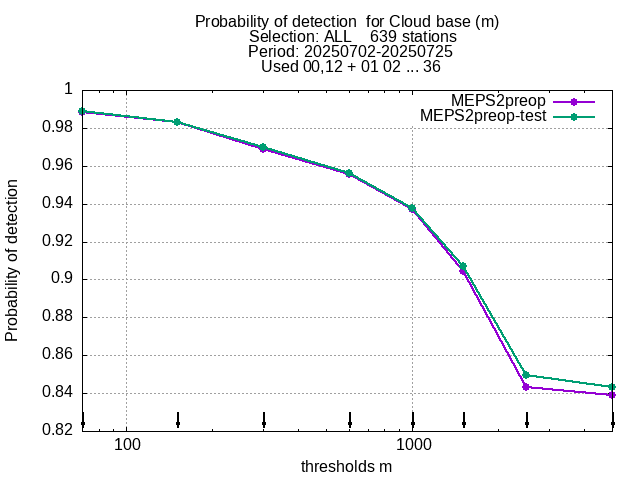 Probability of detection  for Cloud base (m)
Selection: ALL    639 stations
Period: 20250702-20250725
Used 00,12 + 01 02 ... 36
MEPS2preop
MEPS2preop-test
Probability of detection
1
0.98
0.96
0.94
0.92
0.9
0.88
0.86
0.84
0.82
100
1000
thresholds m